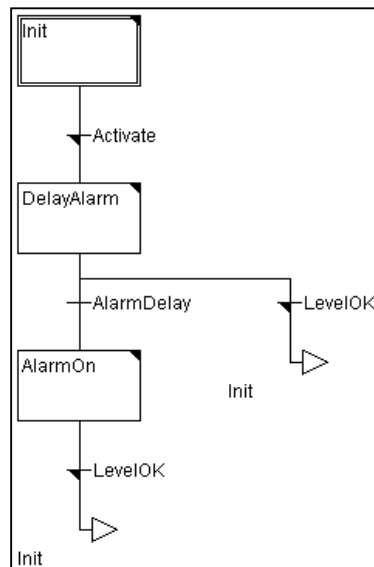 Init
Activate
DelayAlarm
AlarmDelay
LevelOK
AlarmOn
Init
LevelOK
Init